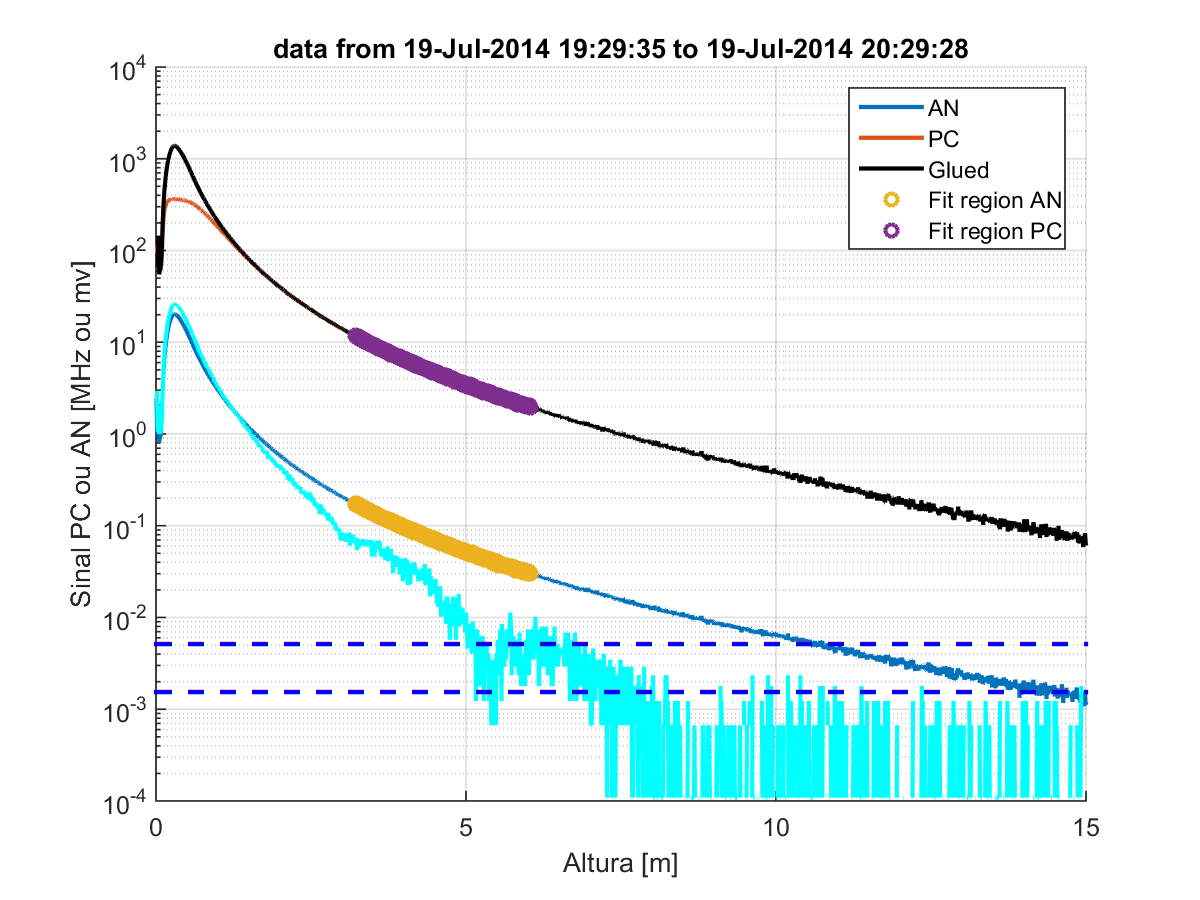 data from 19-Jul-2014 19:29:35 to 19-Jul-2014 20:29:28
10^4
10^3
10^2
10^1
10^0
10^-1
10^-2
10^-3
10^-4
Sinal PC ou AN [MHz ou mv]
AN
PC
Glued
Fit region AN
Fit region PC
0 5 10 15
Altura [m]